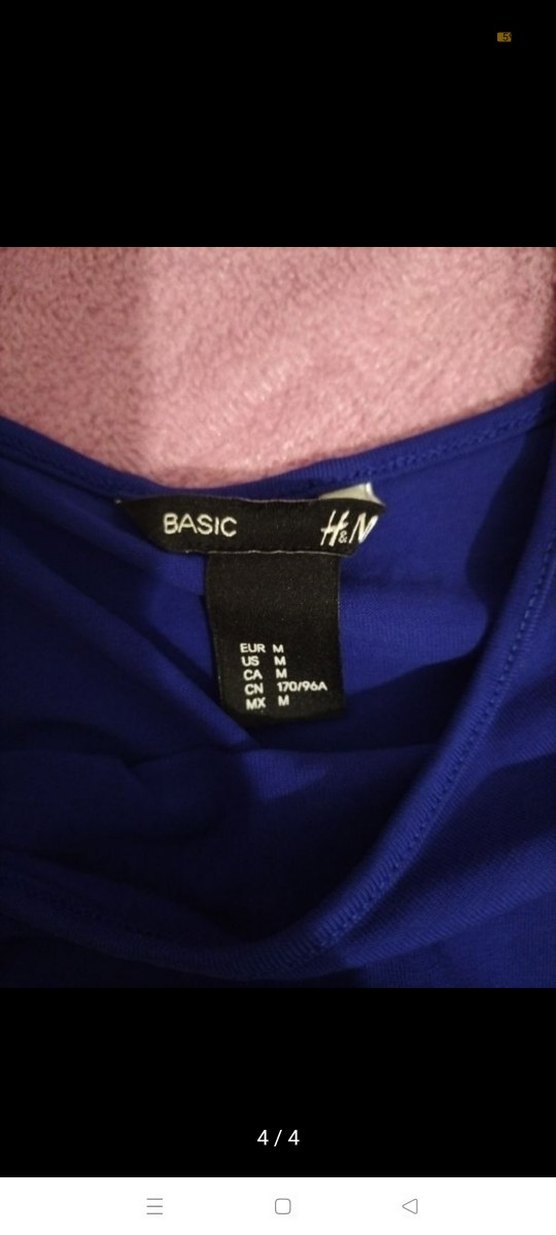 BASIC H&M
EUR M
US M
CA M
CN 170/96A
MX M
4 / 4